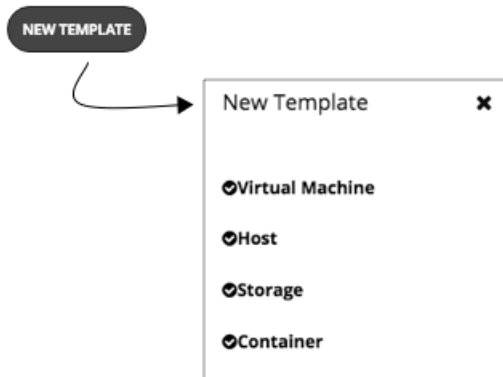 NEW TEMPLATE
New Template
Virtual Machine
Host
Storage
Container